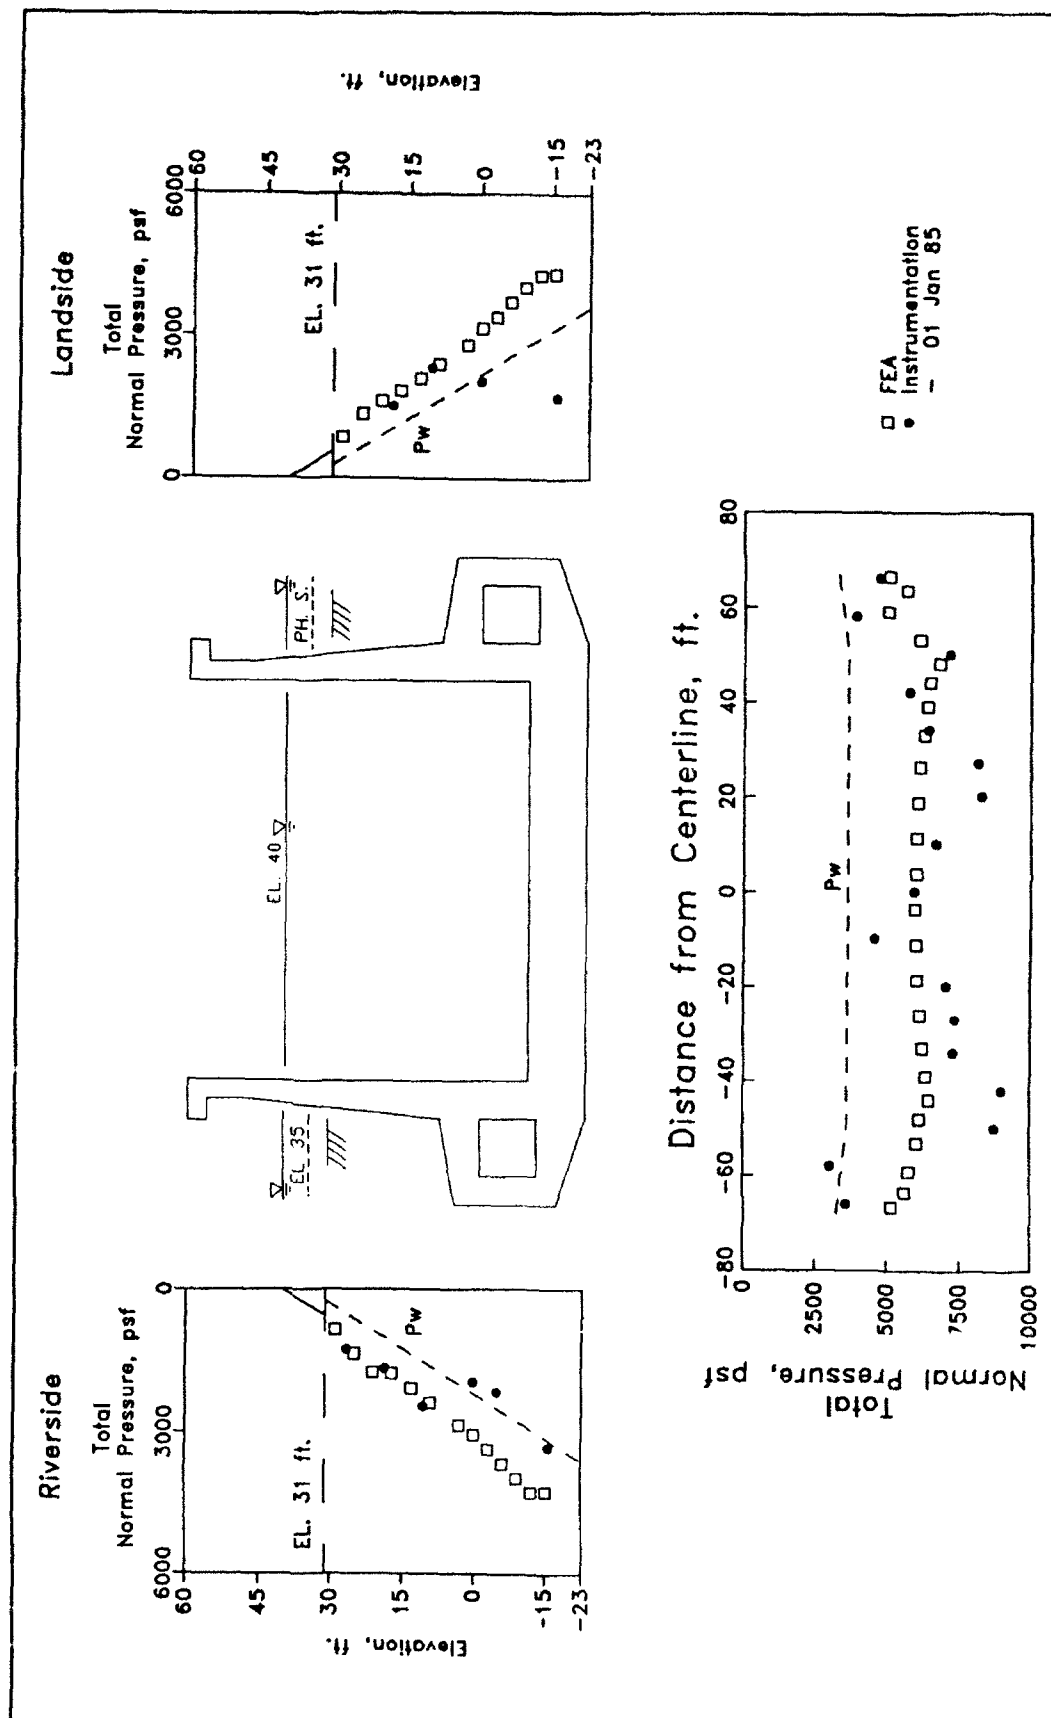 Riverside
Total
Normal Pressure, psf
6000
3000
0
60
45
30
15
0
-15
-23
Elevation, ft.
EL. 31 ft.
Pw
EL 35
EL. 40
PH. S.
Landside
Total
Normal Pressure, psf
0
3000
6000
60
45
30
15
0
-15
-23
Elevation, ft.
EL. 31 ft.
Pw
Distance from Centerline, ft.
-80
-60
-40
-20
0
20
40
60
80
0
2500
5000
7500
10000
Total
Normal Pressure, psf
Pw
FEA
Instrumentation
- 01 Jan 85